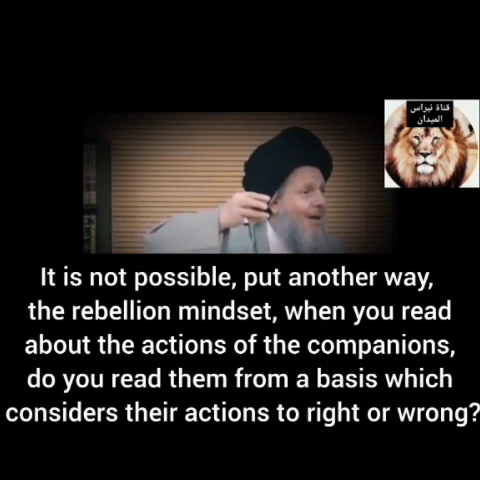 قناة نبراس
الميدان
It is not possible, put another way,
the rebellion mindset, when you read
about the actions of the companions,
do you read them from a basis which
considers their actions to right or wrong?